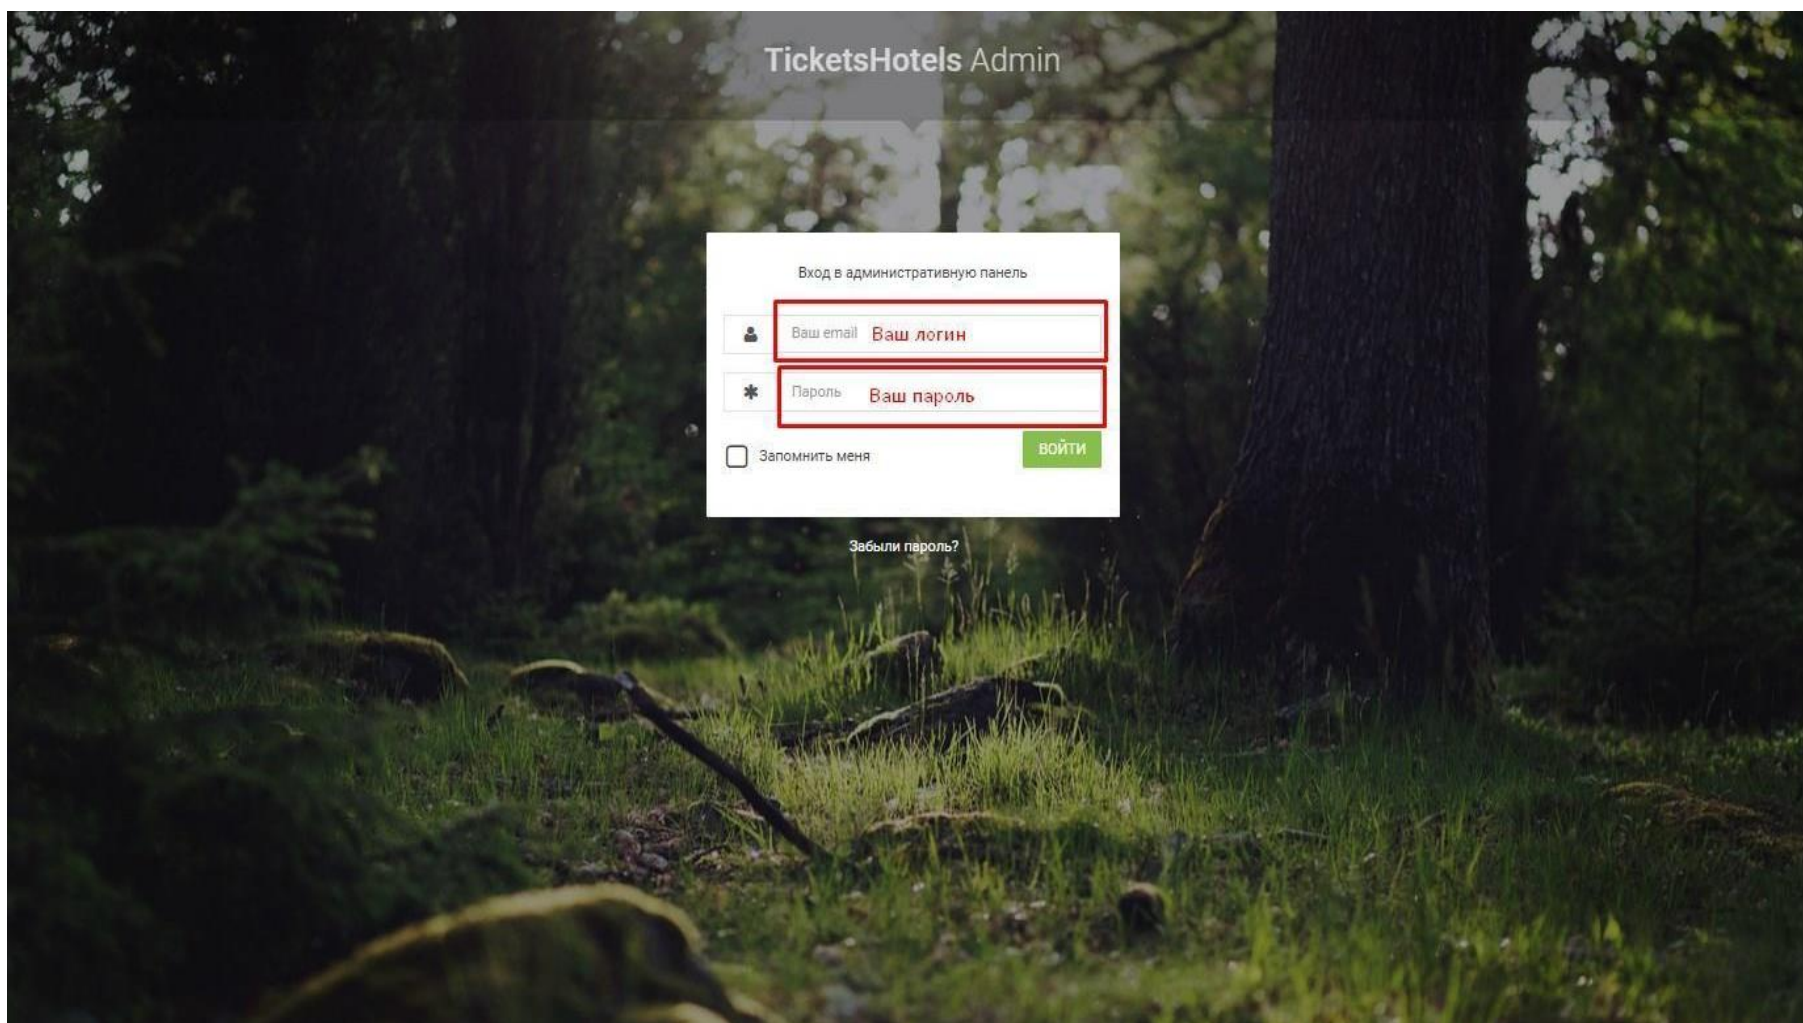 TicketsHotels Admin
Вход в административную панель
Ваш email Ваш логин
Пароль Ваш пароль
Запомнить меня
ВОЙТИ
Забыли пароль?